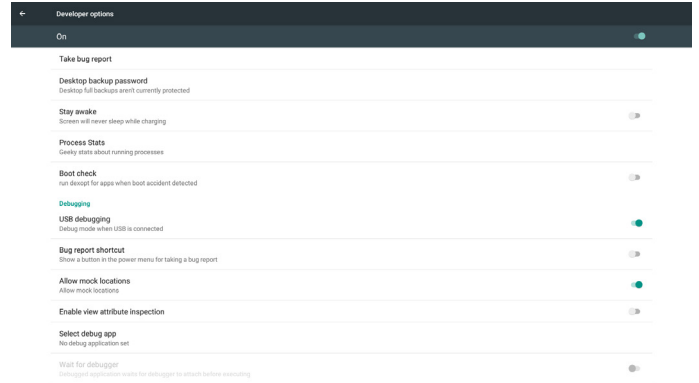 Developer options
On
Take bug report
Desktop backup password
Desktop full backups aren't currently protected
Stay awake
Screen will never sleep while charging
Process Stats
Geeky stats about running processes
Boot check
run dexopt for apps when boot accident detected
Debugging
USB debugging
Debug mode when USB is connected
Bug report shortcut
Show a button in the power menu for taking a bug report
Allow mock locations
Allow mock locations
Enable view attribute inspection
Select debug app
No debug application set
Wait for debugger
Debugged application waits for debugger to attach before executing